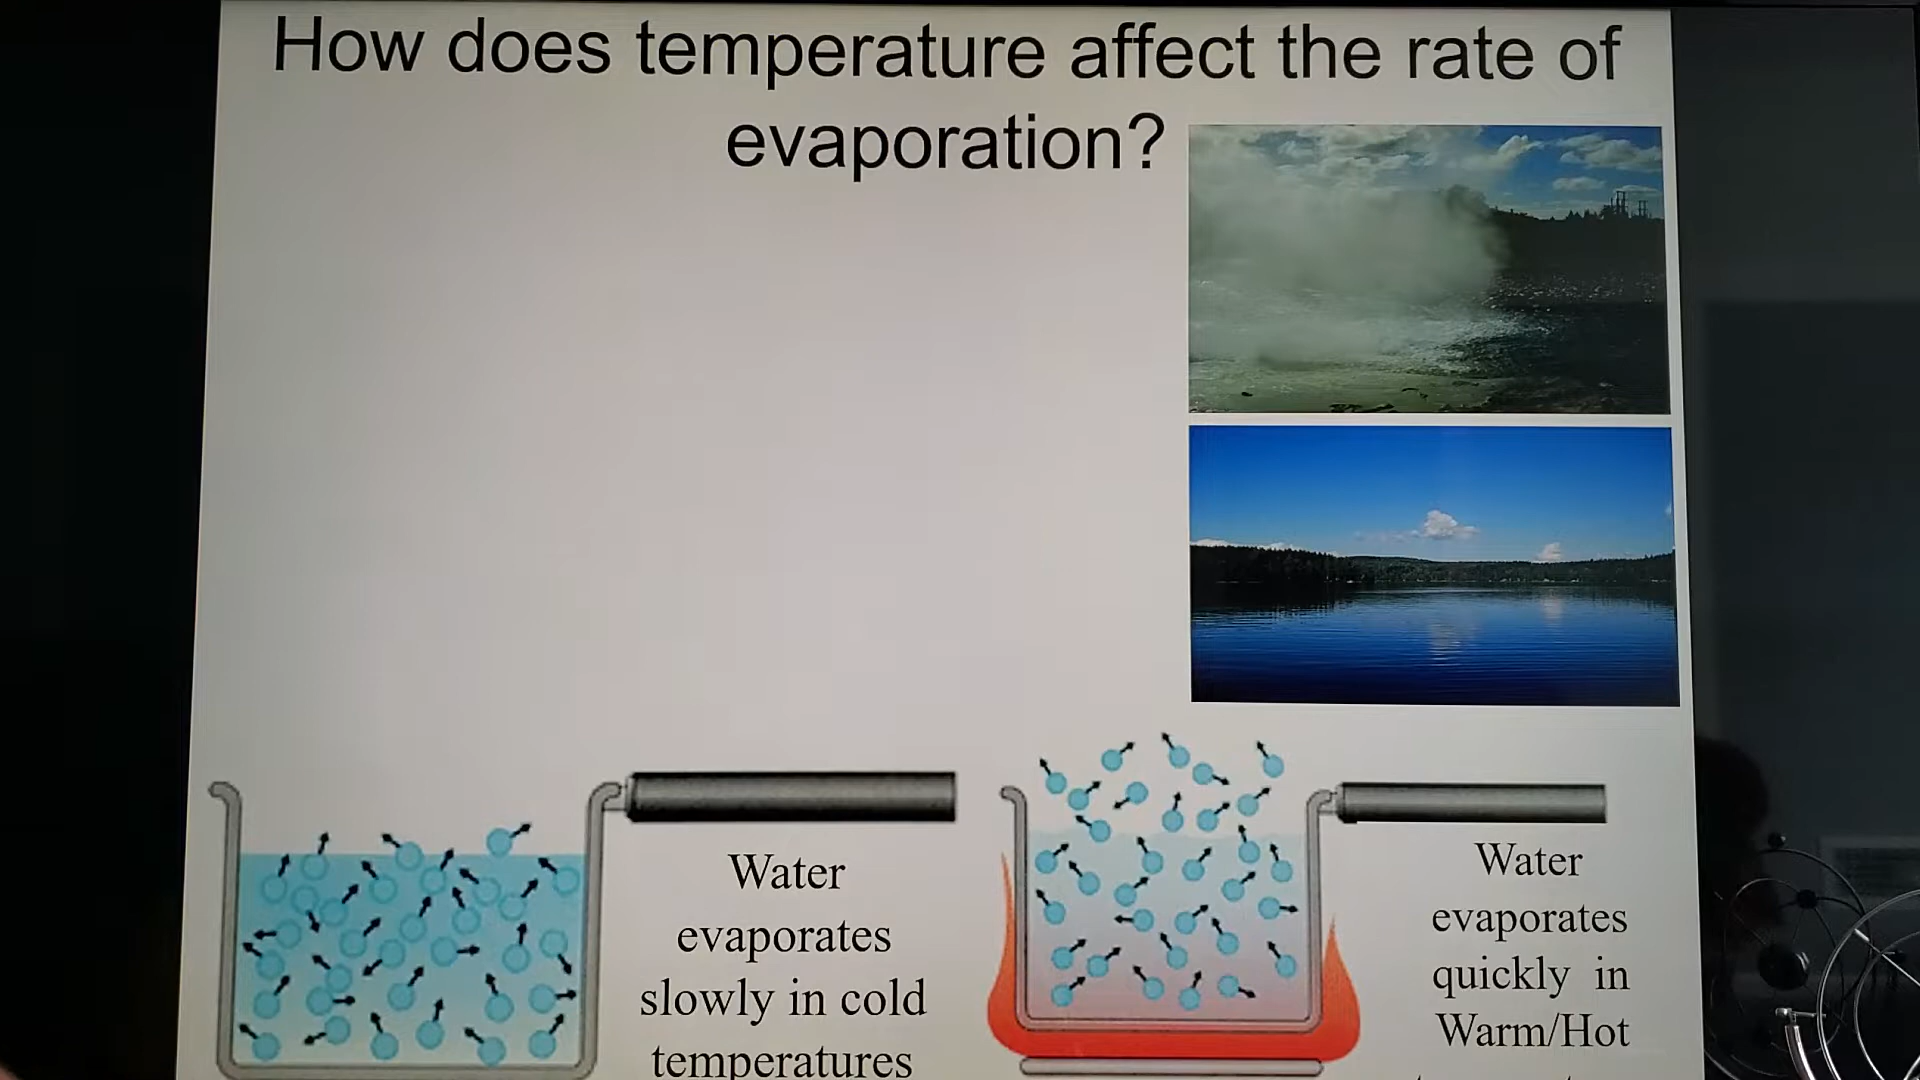 How does temperature affect the rate of
evaporation?
Water
evaporates
slowly in cold
temperatures
Water
evaporates
quickly in
Warm/Hot